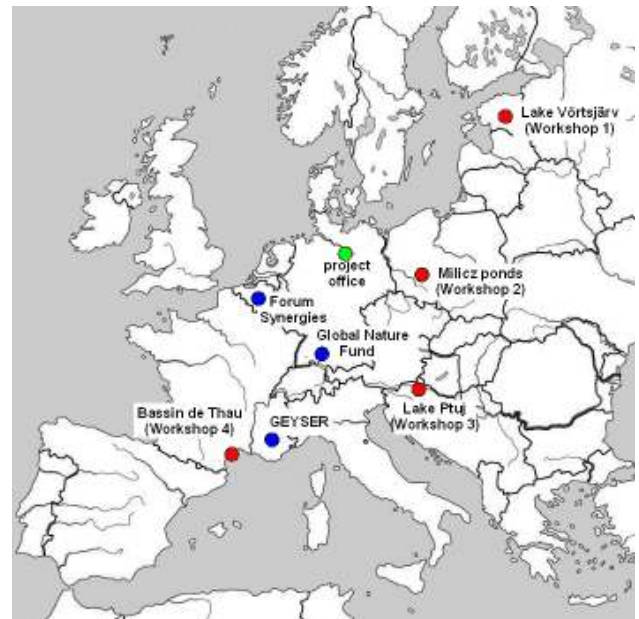 Lake Võrtsjärv
(Workshop 1)
project
office
Milicz ponds
(Workshop 2)
Forum
Synergies
Global Nature
Fund
Bassin de Thau
(Workshop 4)
GEYSER
Lake Ptuj
(Workshop 3)